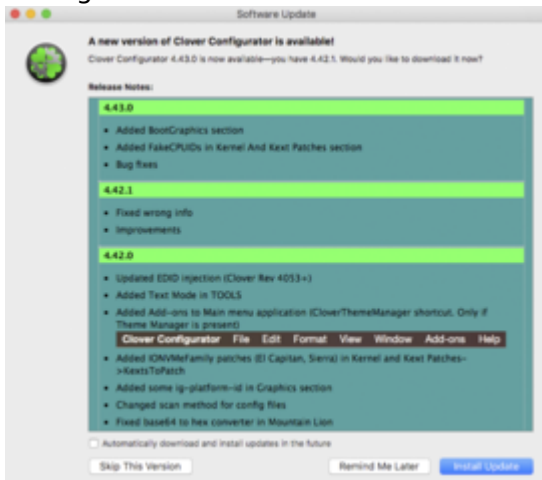 Software Update
A new version of Clover Configurator is available!
Clover Configurator 4.43.0 is now available—you have 4.42.1. Would you like to download it now?
Release Notes:
4.43.0
• Added BootGraphics section
• Added FakeCPUIDs in Kernel And Kext Patches section
• Bug fixes
4.42.1
• Fixed wrong info
• Improvements
4.42.0
• Updated EDID injection (Clover Rev 4053+)
• Added Text Mode in TOOLS
• Added Add-ons to Main menu application (CloverThemeManager shortcut. Only if
Theme Manager is present)
Clover Configurator File Edit Format View Window Add-ons Help
• Added IONVMeFamily patches (El Capitan, Sierra) in Kernel and Kext Patches-
>KextsToPatch
• Added some ig-platform-id in Graphics section
• Changed scan method for config files
• Fixed base64 to hex converter in Mountain Lion
Automatically download and install updates in the future
Skip This Version
Remind Me Later
Install Update